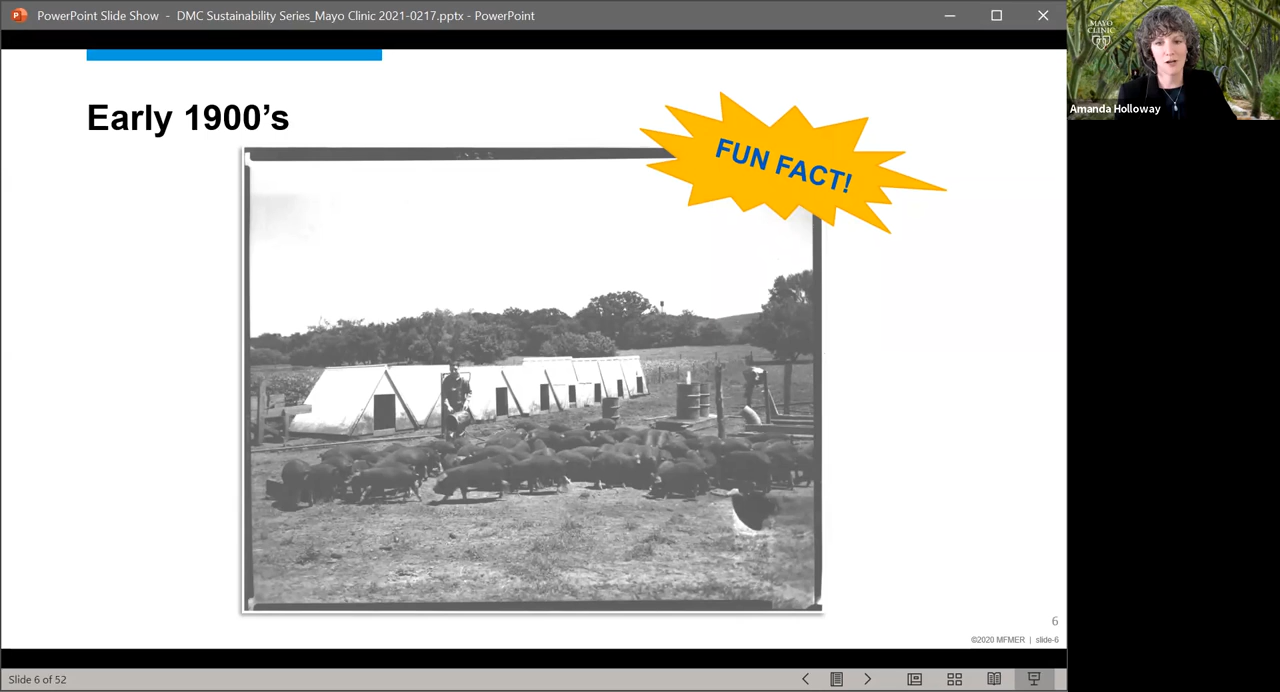 PowerPoint Slide Show - DMC Sustainability Series_Mayo Clinic 2021-0217.pptx - PowerPoint
MAYO
CLINIC
Amanda Holloway
Early 1900’s
FUN FACT!
6
©2020 MFMER | slide-6
Slide 6 of 52